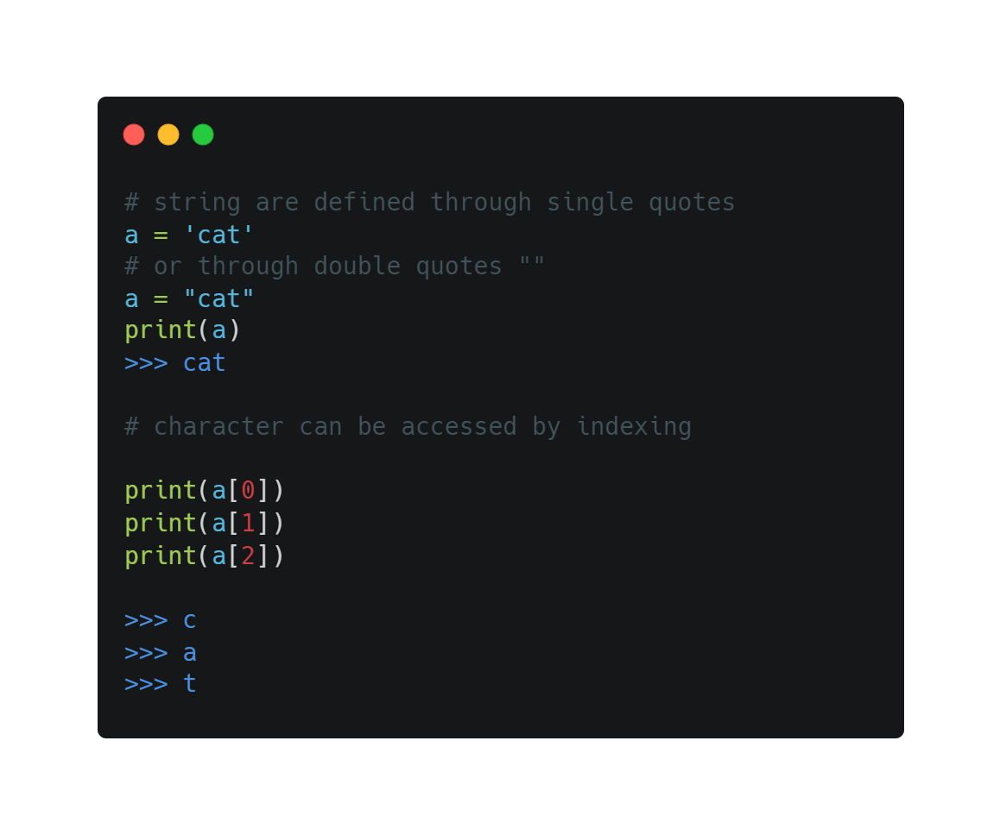 # string are defined through single quotes
a = 'cat'
# or through double quotes ""
a = "cat"
print(a)
>>> cat
# character can be accessed by indexing
print(a[0])
print(a[1])
print(a[2])
>>> c
>>> a
>>> t